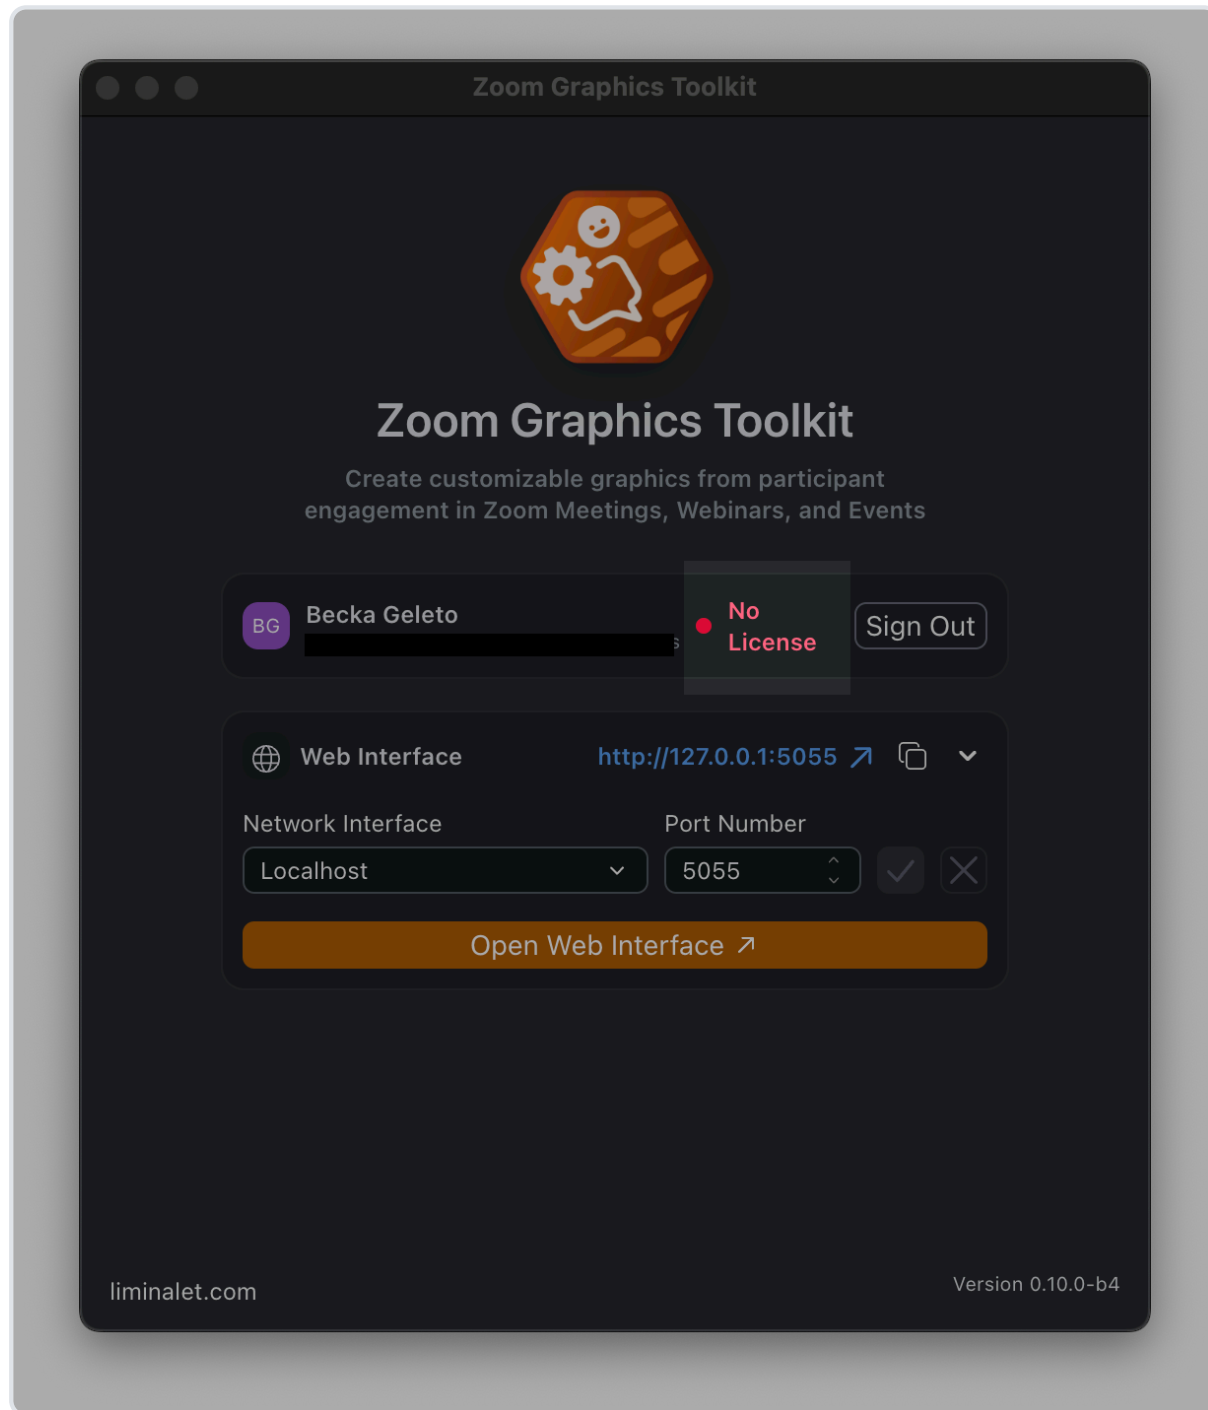 Zoom Graphics Toolkit
Zoom Graphics Toolkit
Create customizable graphics from participant
engagement in Zoom Meetings, Webinars, and Events
BG
Becka Geleto
s
No
License
Sign Out
Web Interface
http://127.0.0.1:5055
Network Interface
Port Number
Localhost
5055
Open Web Interface
liminalet.com
Version 0.10.0-b4